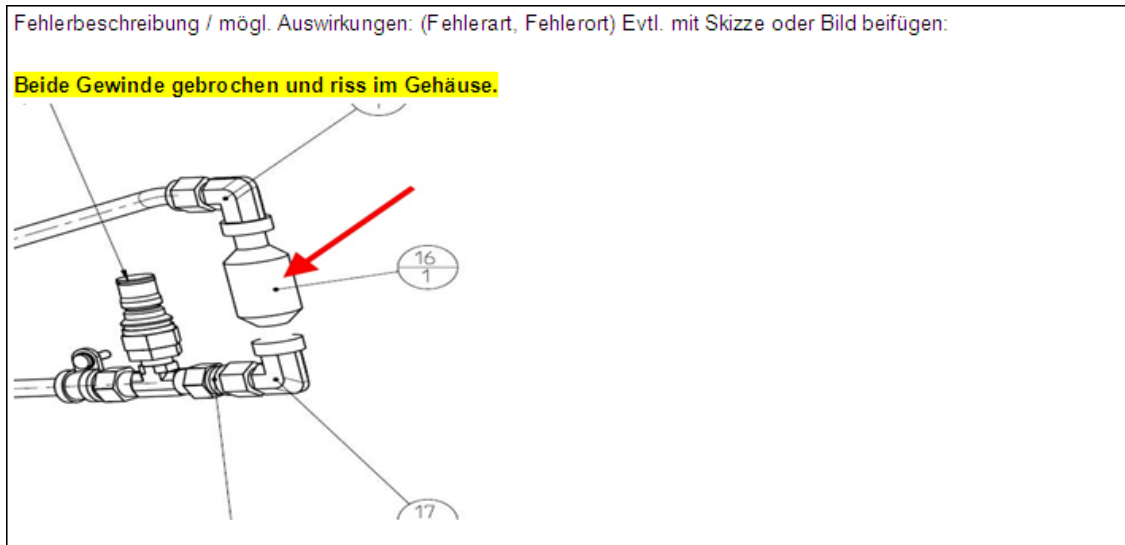 Fehlerbeschreibung / mögl. Auswirkungen: (Fehlerart, Fehlerort) Evtl. mit Skizze oder Bild beifügen:
Beide Gewinde gebrochen und riss im Gehäuse.
16
1
17